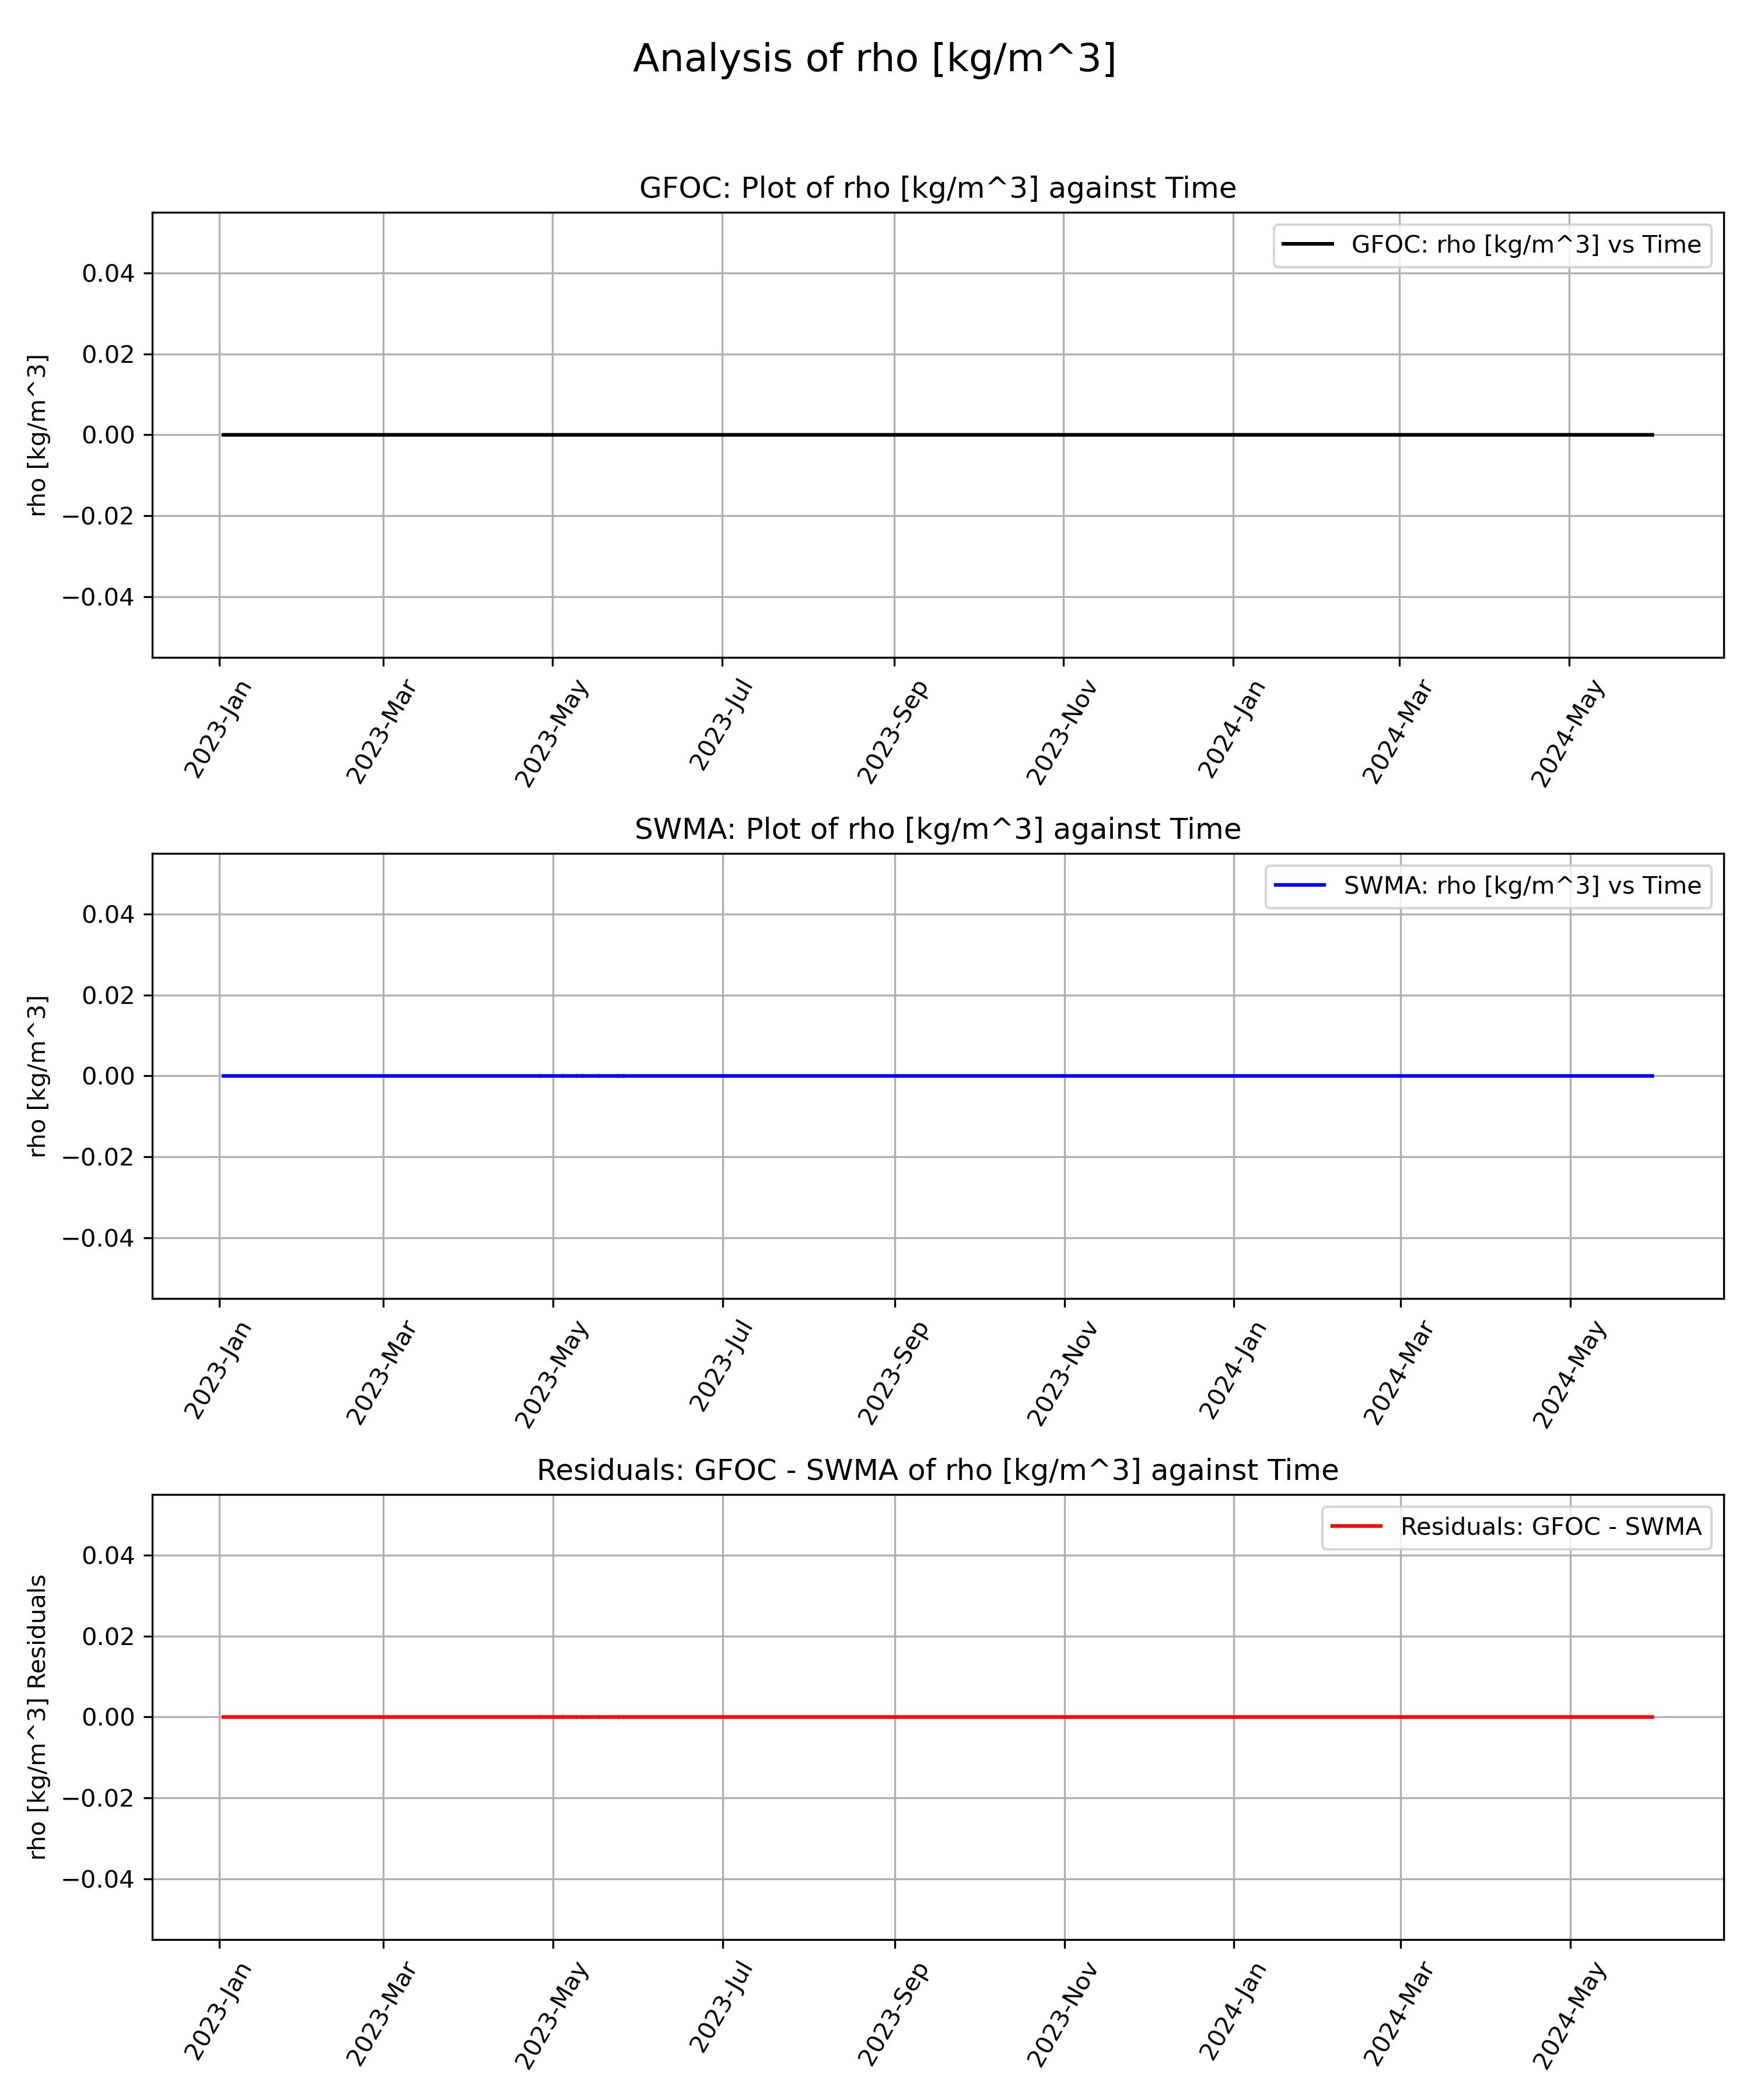 Analysis of rho [kg/m^3]
GFOC: Plot of rho [kg/m^3] against Time
GFOC: rho [kg/m^3] vs Time
rho [kg/m^3]
0.04
0.02
0.00
−0.02
−0.04
2023-Jan
2023-Mar
2023-May
2023-Jul
2023-Sep
2023-Nov
2024-Jan
2024-Mar
2024-May
SWMA: Plot of rho [kg/m^3] against Time
SWMA: rho [kg/m^3] vs Time
rho [kg/m^3]
0.04
0.02
0.00
−0.02
−0.04
2023-Jan
2023-Mar
2023-May
2023-Jul
2023-Sep
2023-Nov
2024-Jan
2024-Mar
2024-May
Residuals: GFOC - SWMA of rho [kg/m^3] against Time
Residuals: GFOC - SWMA
rho [kg/m^3] Residuals
0.04
0.02
0.00
−0.02
−0.04
2023-Jan
2023-Mar
2023-May
2023-Jul
2023-Sep
2023-Nov
2024-Jan
2024-Mar
2024-May